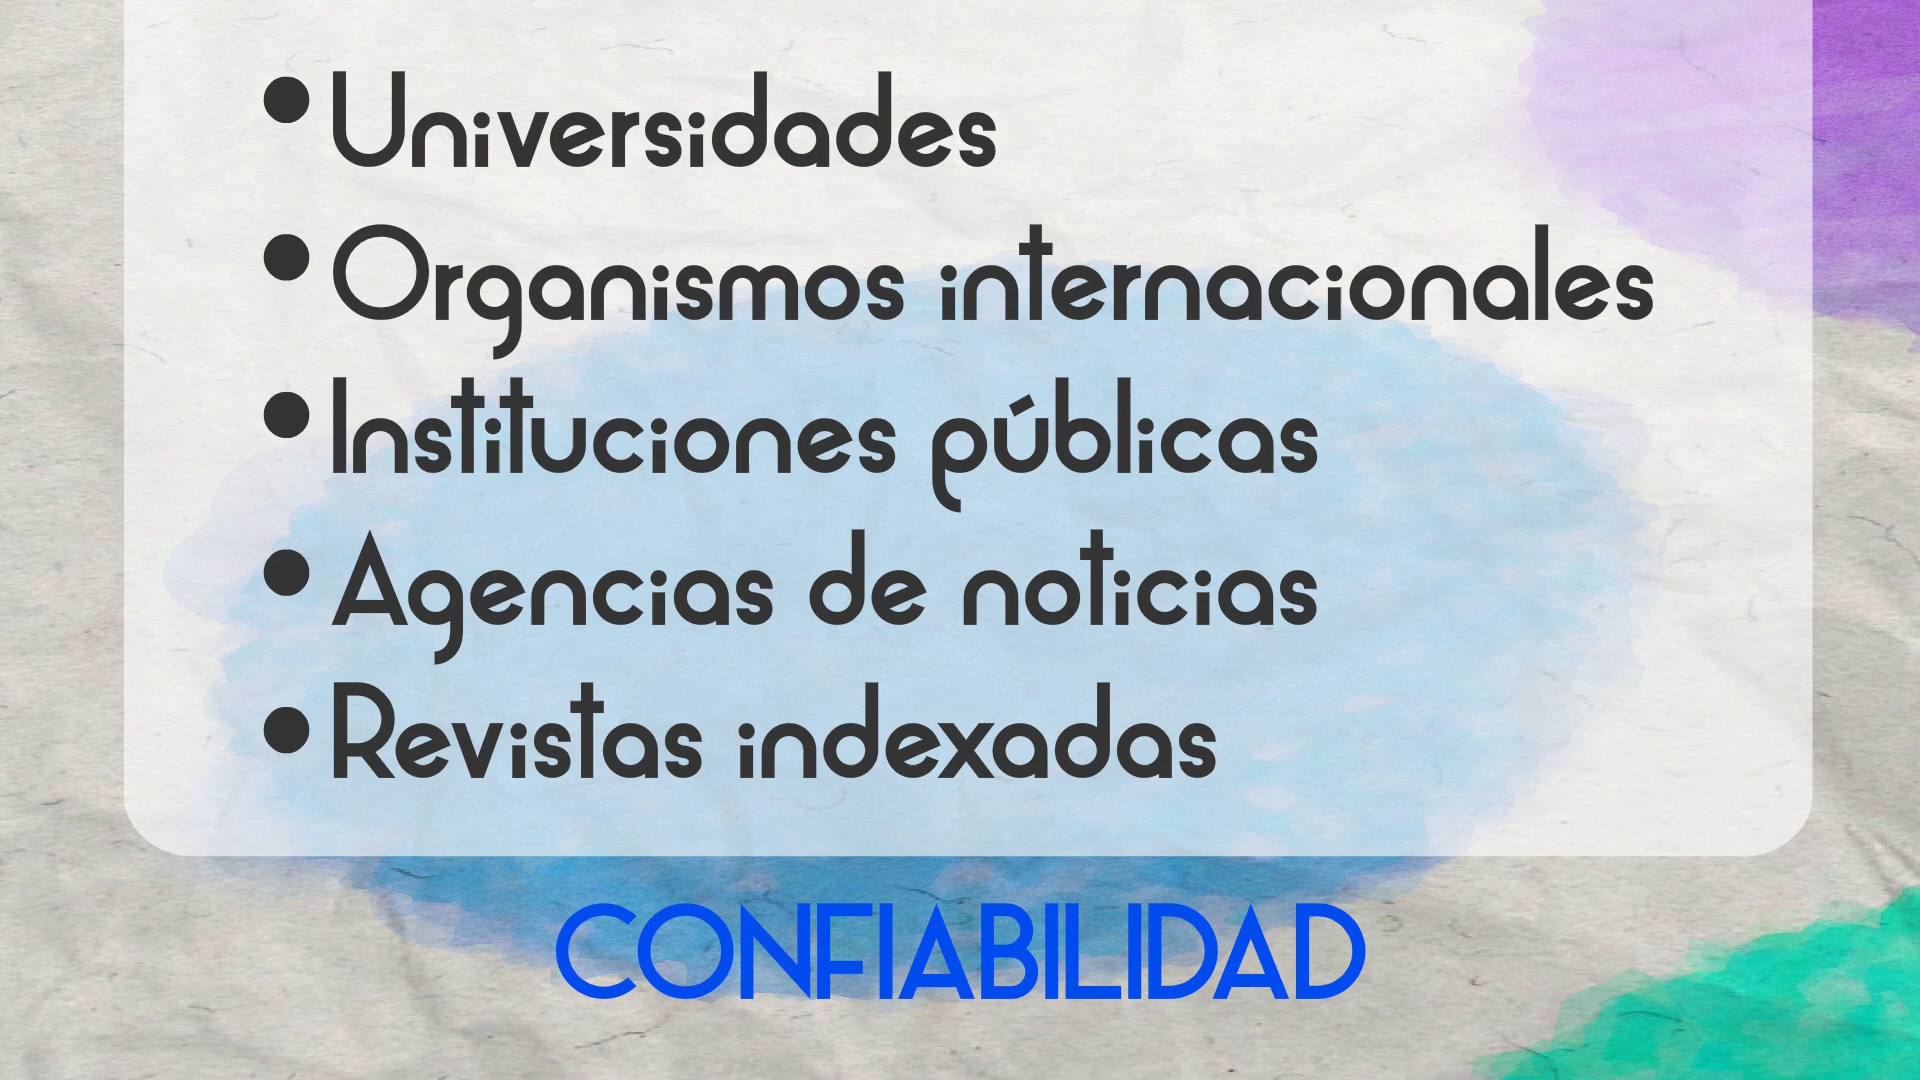 • Universidades
• Organismos internacionales
• Instituciones públicas
• Agencias de noticias
• Revistas indexadas
CONFIABILIDAD